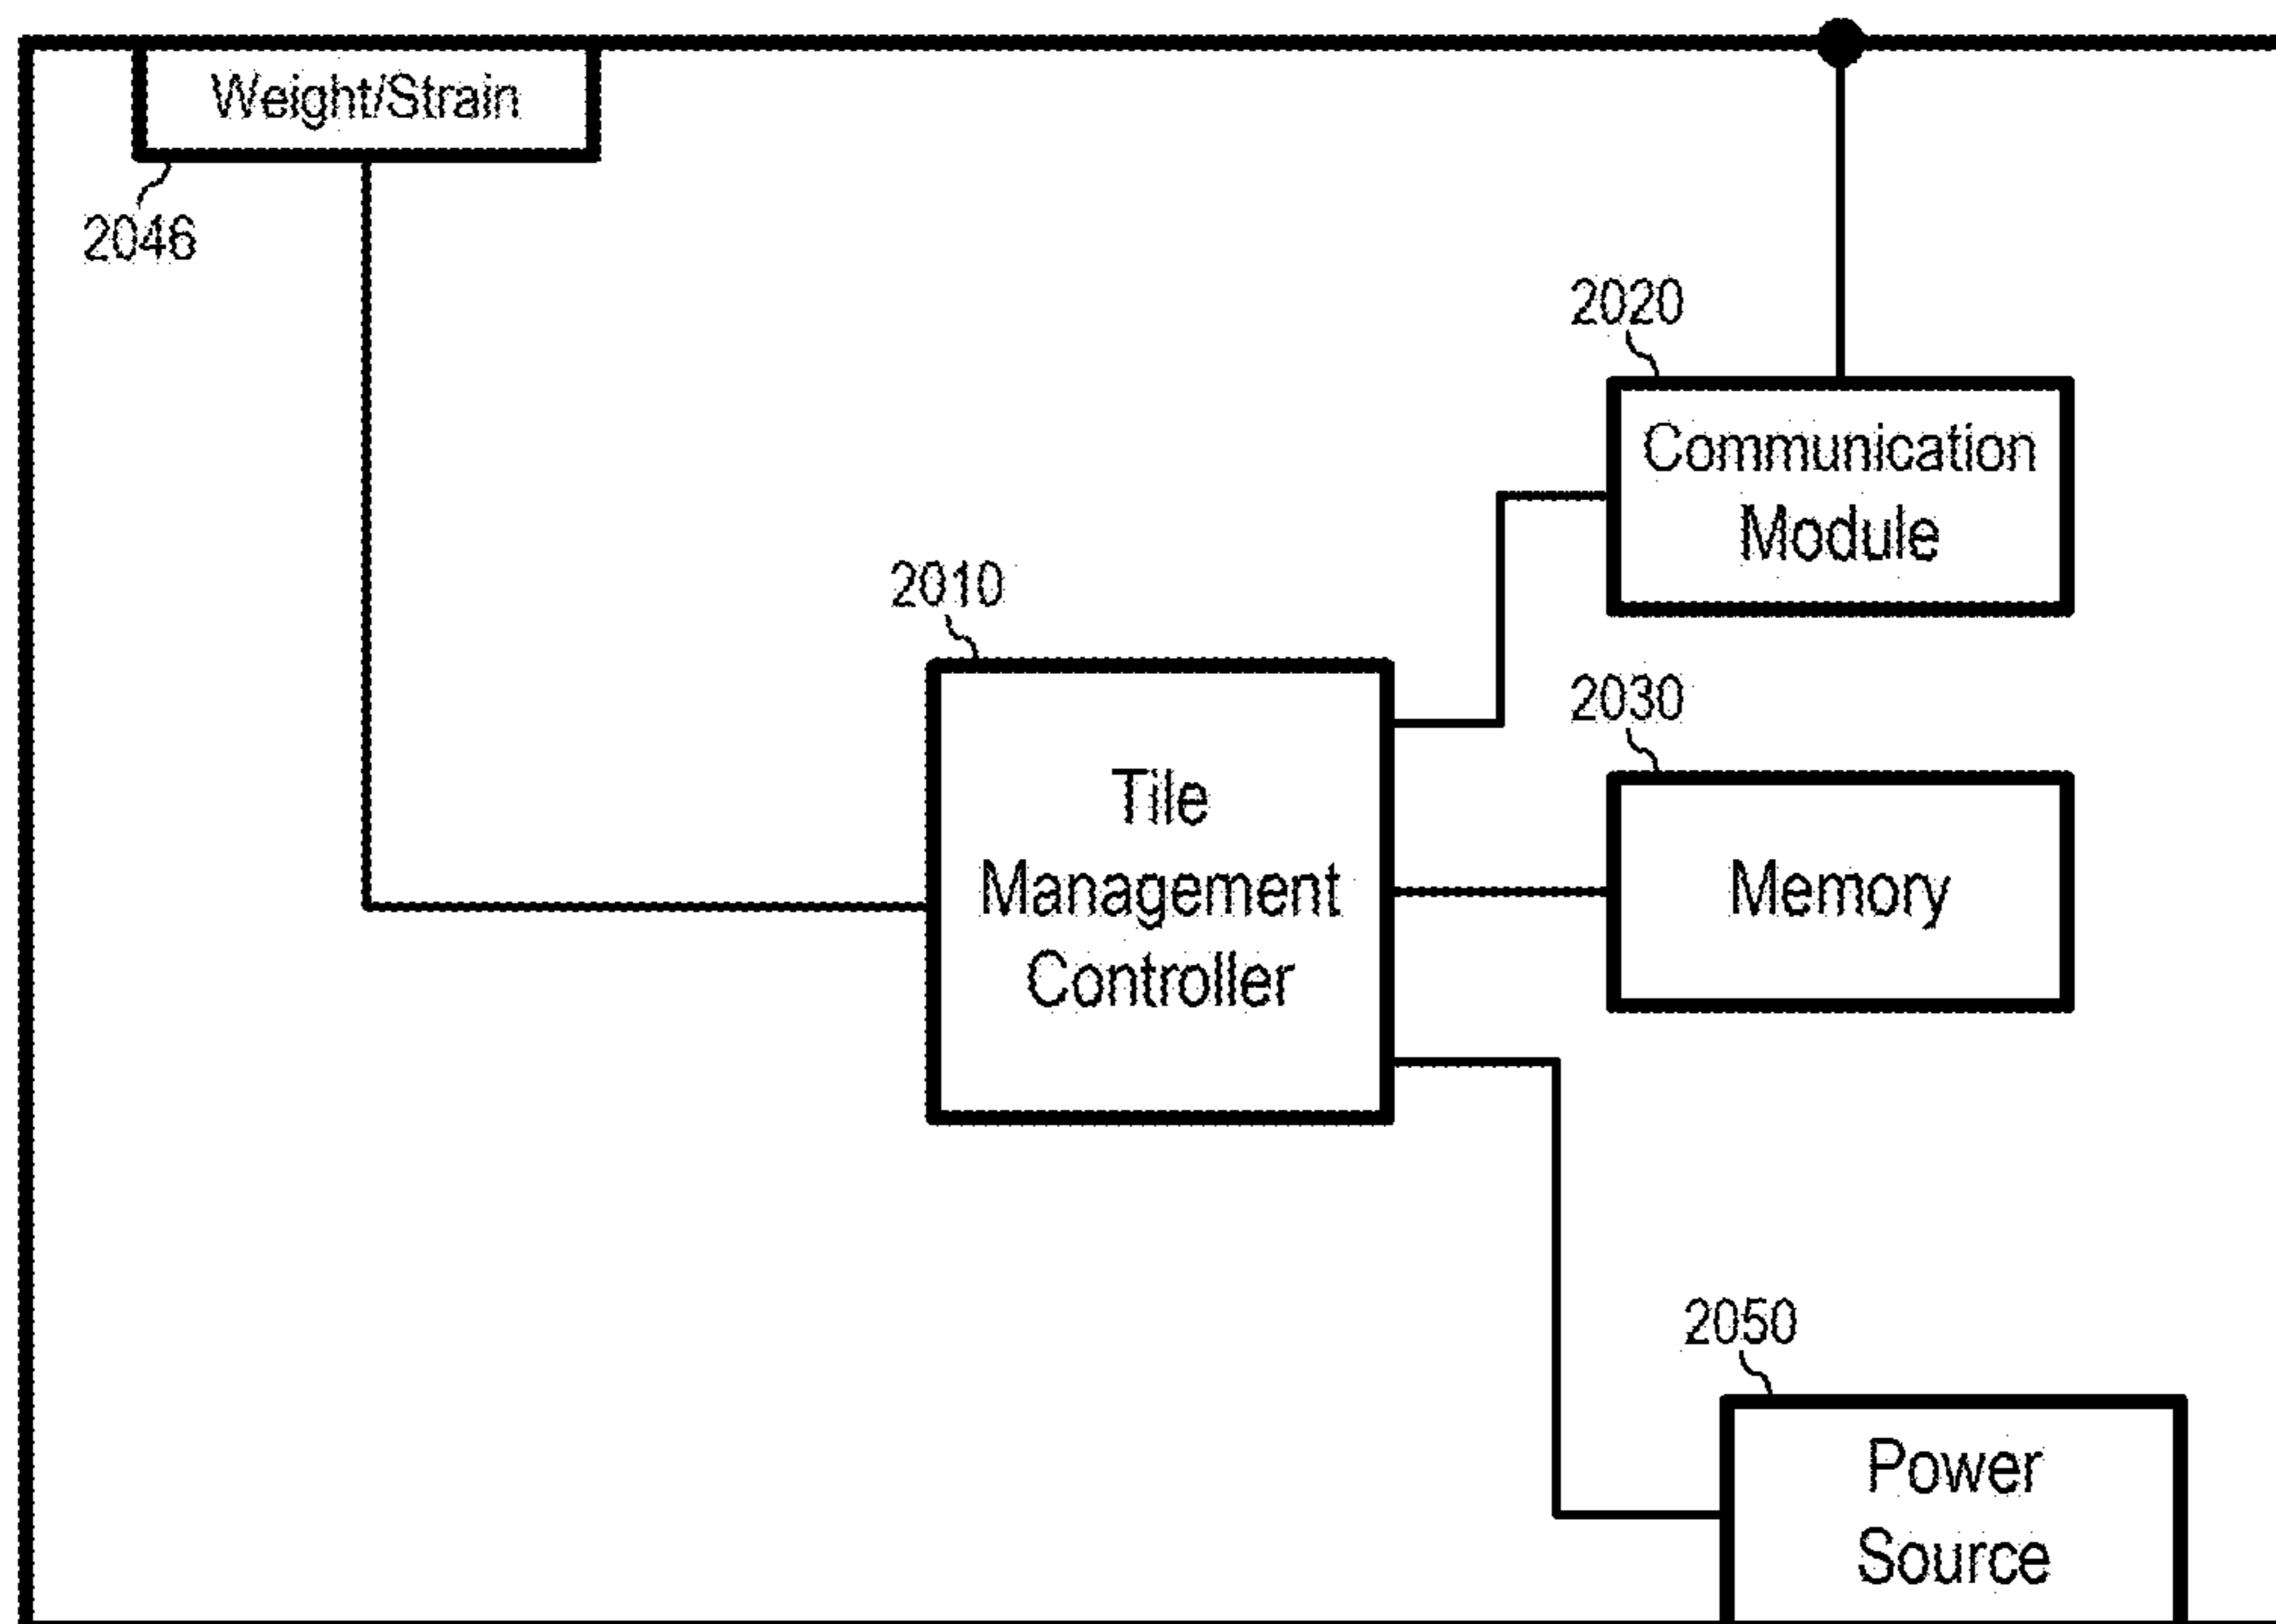 Weight/Strain
2046
2020
Communication
Module
2010
Tile
Management
Controller
2030
Memory
2050
Power
Source